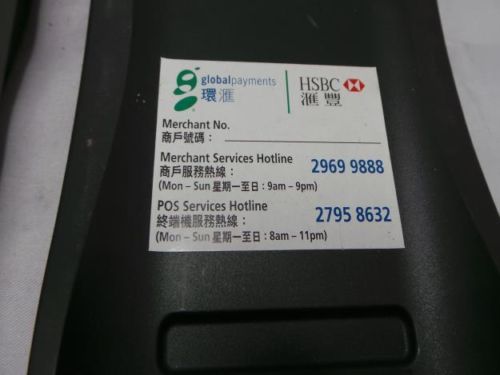 globalpayments
環滙
HSBC
滙豐
Merchant No.
商戶號碼：
Merchant Services Hotline
商戶服務熱線：
2969 9888
(Mon – Sun 星期一至日：9am – 9pm)
POS Services Hotline
終端機服務熱線：
2795 8632
(Mon – Sun 星期一至日：8am – 11pm)